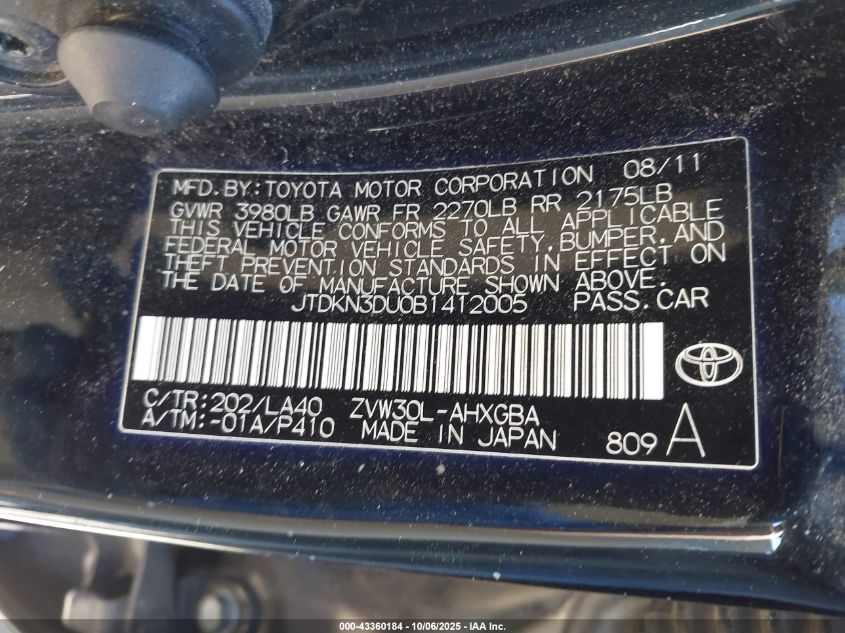 MFD. BY: TOYOTA MOTOR CORPORATION 08/11
GVWR 3980LB GAWR FR 2270LB RR 2175LB
THIS VEHICLE CONFORMS TO ALL APPLICABLE
FEDERAL MOTOR VEHICLE SAFETY, BUMPER, AND
THEFT PREVENTION STANDARDS IN EFFECT ON
THE DATE OF MANUFACTURE SHOWN ABOVE.
JTDKN3DU0B1412005 PASS. CAR
C/TR: 202/LA40 ZVW30L-AHXGBA
A/TM: -01A/P410 MADE IN JAPAN 809 A
000-43360184 - 10/06/2025 - IAA Inc.